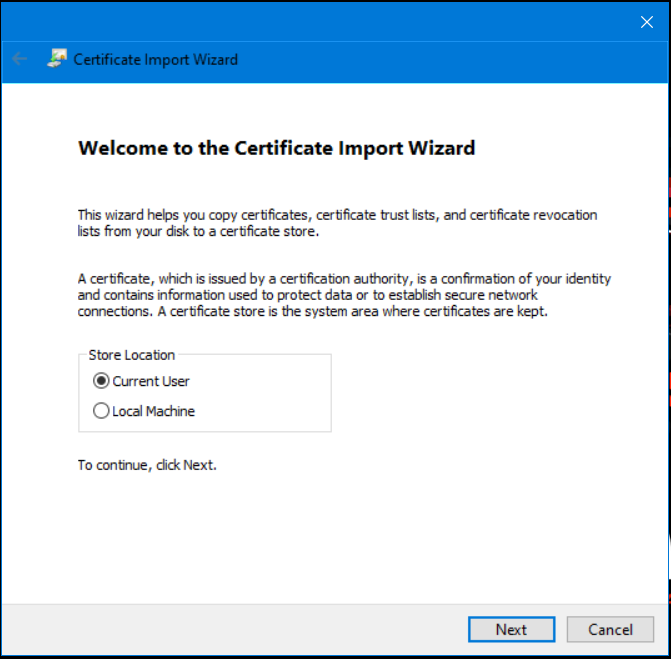 Certificate Import Wizard
Welcome to the Certificate Import Wizard
This wizard helps you copy certificates, certificate trust lists, and certificate revocation
lists from your disk to a certificate store.
A certificate, which is issued by a certification authority, is a confirmation of your identity
and contains information used to protect data or to establish secure network
connections. A certificate store is the system area where certificates are kept.
Store Location
Current User
Local Machine
To continue, click Next.
Next
Cancel